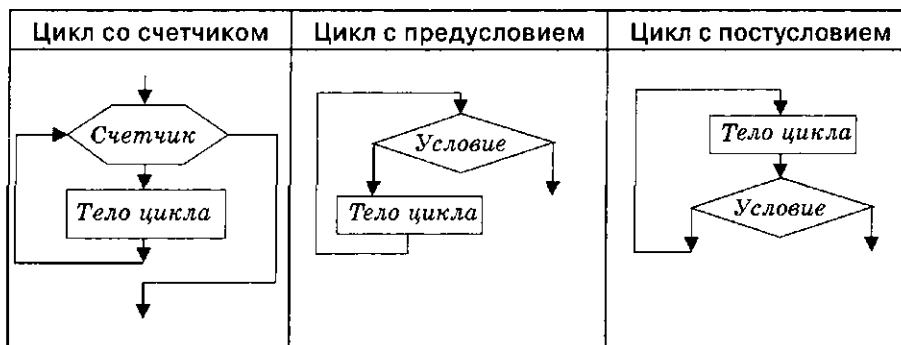 Цикл со счетчиком
Цикл с предусловием
Цикл с постусловием
Счетчик
Тело цикла
Условие
Тело цикла
Тело цикла
Условие